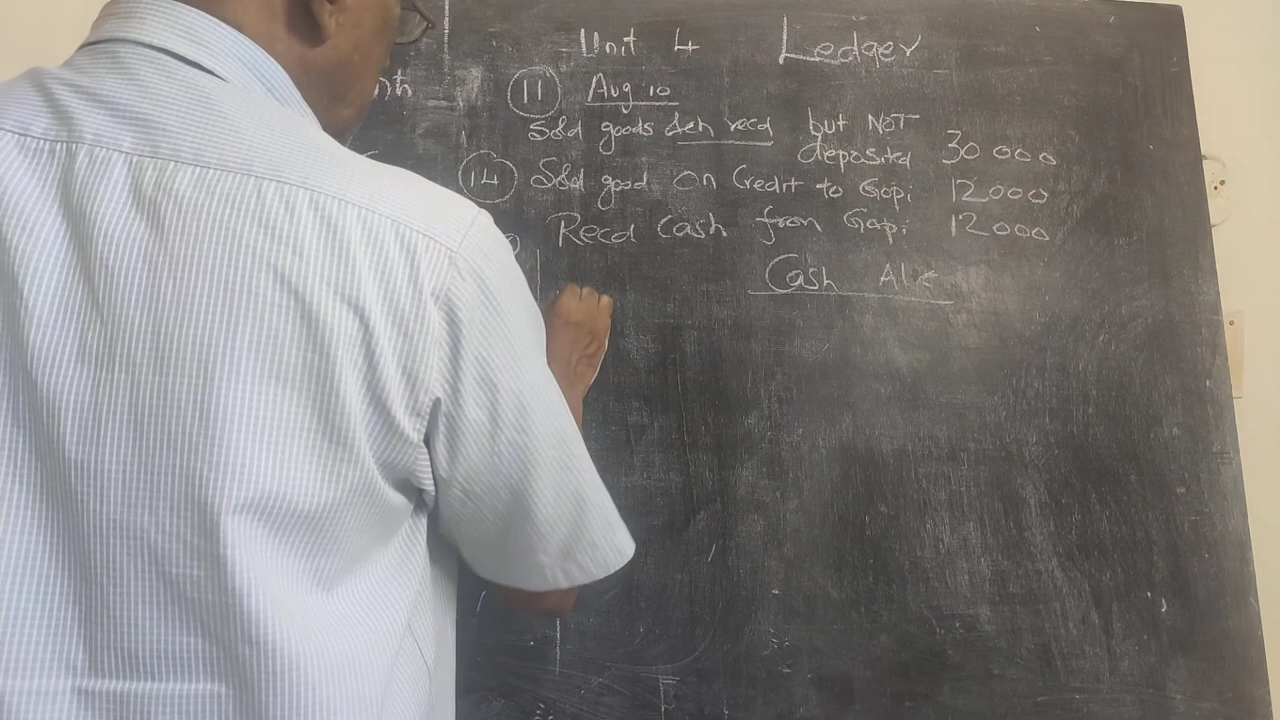 Unit 4 Ledger
nth
11 Aug 10
Sold goods recd but NOT
deposited 30 000
14 Sold good on Credit to Gopi 12000
Recd Cash from Gopi 12000
Cash A/c